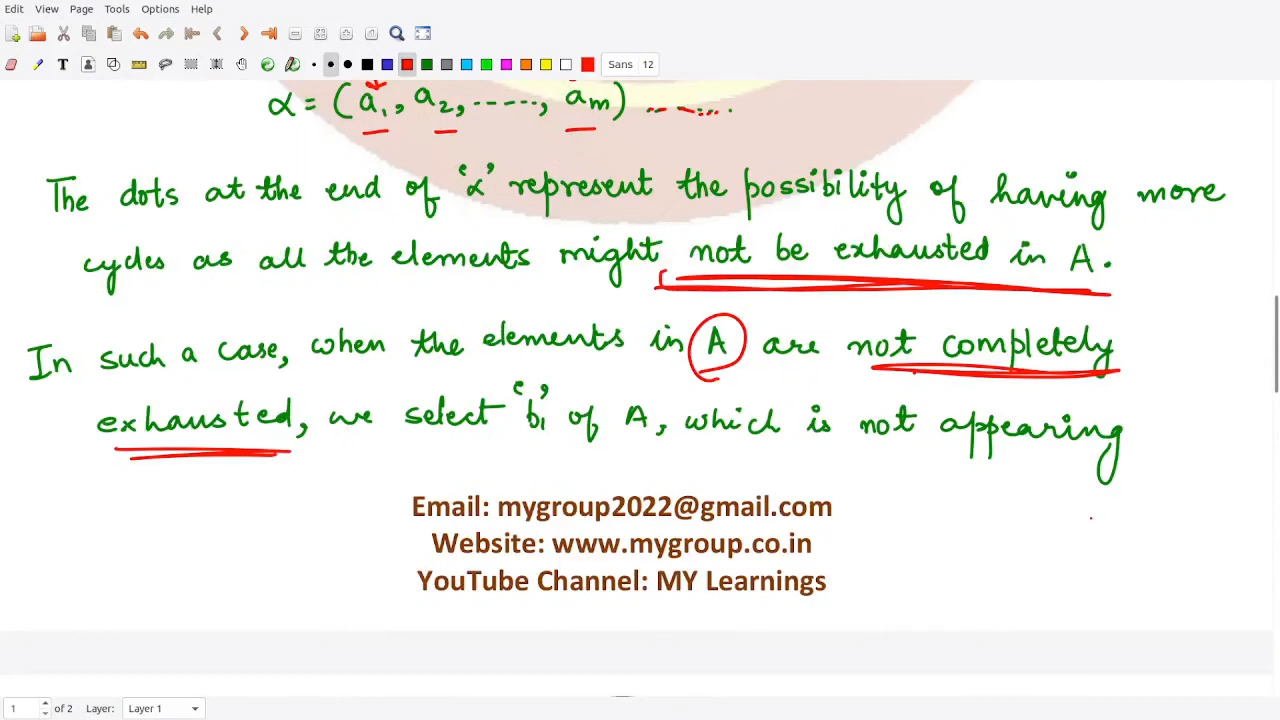 Edit View Page Tools Options Help
Sans 12
α = (a₁, a₂, ......, aₘ) ........
The dots at the end of 'α' represent the possibility of having more
cycles as all the elements might not be exhausted in A.
In such a case, when the elements in A are not completely
exhausted, we select 'b₁' of A, which is not appearing
Email: mygroup2022@gmail.com
Website: www.mygroup.co.in
YouTube Channel: MY Learnings
1 of 2 Layer: Layer 1